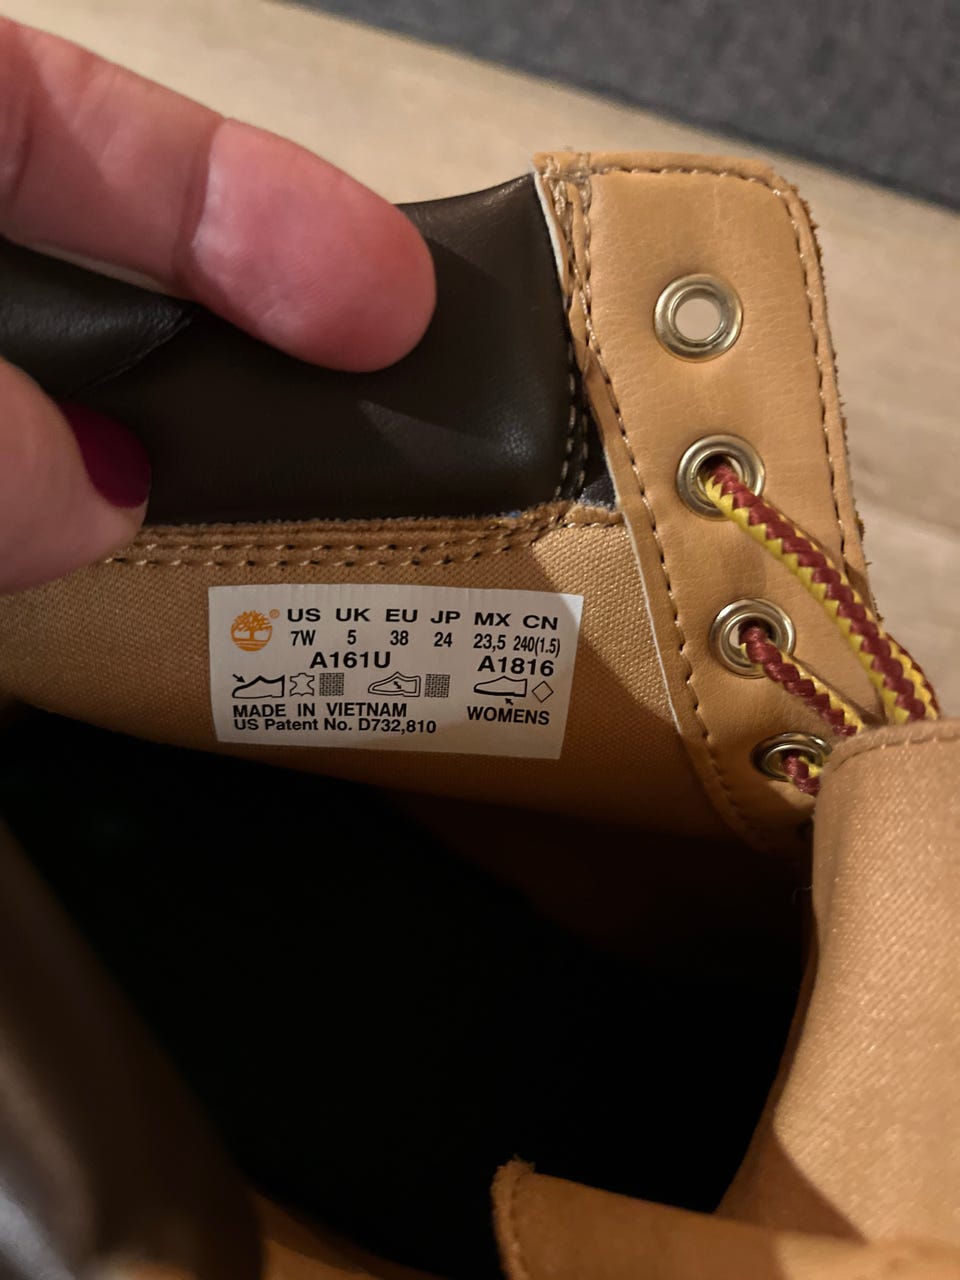 ® US UK EU JP MX CN
7W 5 38 24 23,5 240(1.5)
A161U A1816
MADE IN VIETNAM
US Patent No. D732,810
WOMENS